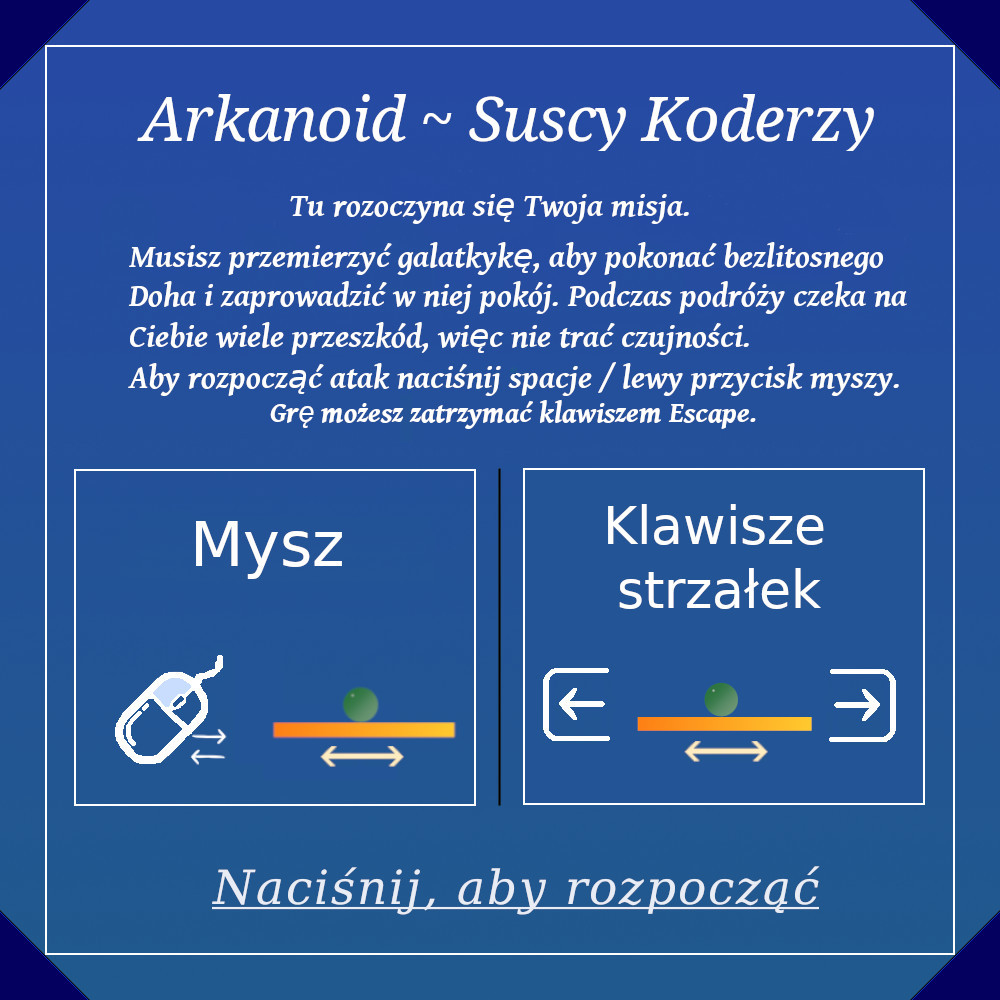 Arkanoid ~ Suscy Koderzy
Tu rozoczyna się Twoja misja.
Musisz przemierzyć galatkykę, aby pokonać bezlitosnego
Doha i zaprowadzić w niej pokój. Podczas podróży czeka na
Ciebie wiele przeszkód, więc nie trać czujności.
Aby rozpocząć atak naciśnij spacje / lewy przycisk myszy.
Grę możesz zatrzymać klawiszem Escape.
Mysz
Klawisze
strzałek
Naciśnij, aby rozpocząć